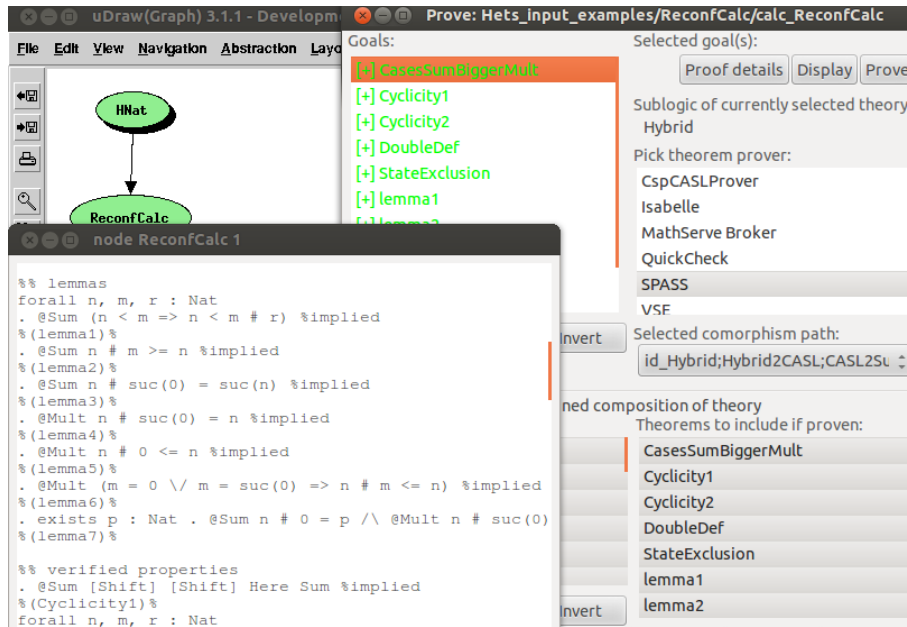 uDraw(Graph) 3.1.1 - Developm
File Edit View Navigation Abstraction Layo
HNat
ReconfCalc
Prove: Hets_input_examples/ReconfCalc/calc_ReconfCalc
Goals:
[+] CasesSumBiggerMult
[+] Cyclicity1
[+] Cyclicity2
[+] DoubleDef
[+] StateExclusion
[+] lemma1
[+] lemma2
Selected goal(s):
Proof details Display Prove
Sublogic of currently selected theory
Hybrid
Pick theorem prover:
CspCASLProver
Isabelle
MathServe Broker
QuickCheck
SPASS
VSE
Invert
Selected comorphism path:
id_Hybrid;Hybrid2CASL;CASL2Su
ned composition of theory
Theorems to include if proven:
CasesSumBiggerMult
Cyclicity1
Cyclicity2
DoubleDef
StateExclusion
lemma1
lemma2
Invert
node ReconfCalc 1
%% lemmas
forall n, m, r : Nat
. @Sum (n < m => n < m # r) %implied
%(lemma1)%
. @Sum n # m >= n %implied
%(lemma2)%
. @Sum n # suc(0) = suc(n) %implied
%(lemma3)%
. @Mult n # suc(0) = n %implied
%(lemma4)%
. @Mult n # 0 <= n %implied
%(lemma5)%
. @Mult (m = 0 \/ m = suc(0) => n # m <= n) %implied
%(lemma6)%
. exists p : Nat . @Sum n # 0 = p /\ @Mult n # suc(0)
%(lemma7)%
%% verified properties
. @Sum [Shift] [Shift] Here Sum %implied
%(Cyclicity1)%
forall n, m, r : Nat